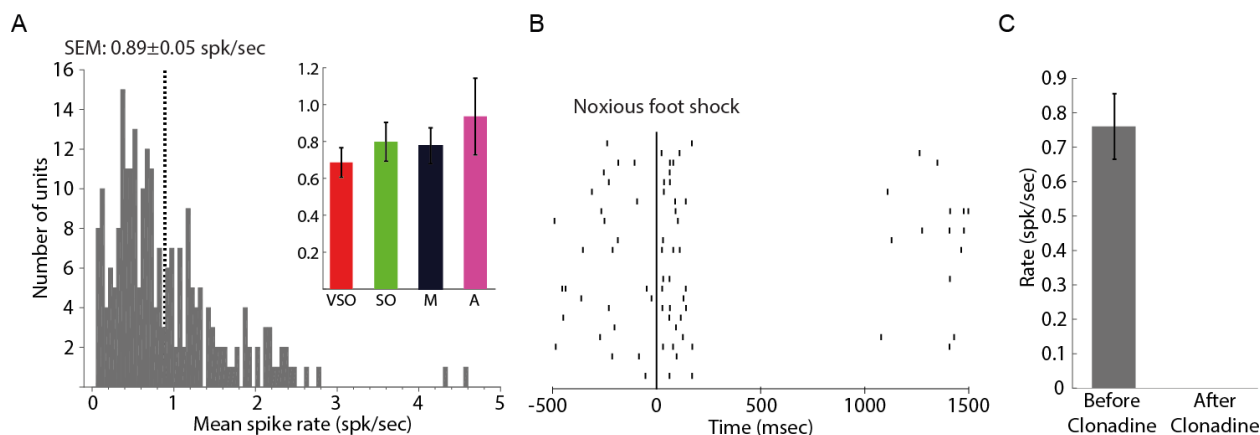 A
SEM: 0.89±0.05 spk/sec
16
14
12
10
8
6
4
2
Number of units
0
1
2
3
4
5
Mean spike rate (spk/sec)
1.2
1.0
0.8
0.6
0.4
0.2
VSO
SO
M
A
B
Noxious foot shock
-500
0
500
1000
1500
Time (msec)
C
0.9
0.8
0.7
0.6
0.5
0.4
0.3
0.2
0.1
0
Rate (spk/sec)
Before
Clonadine
After
Clonadine